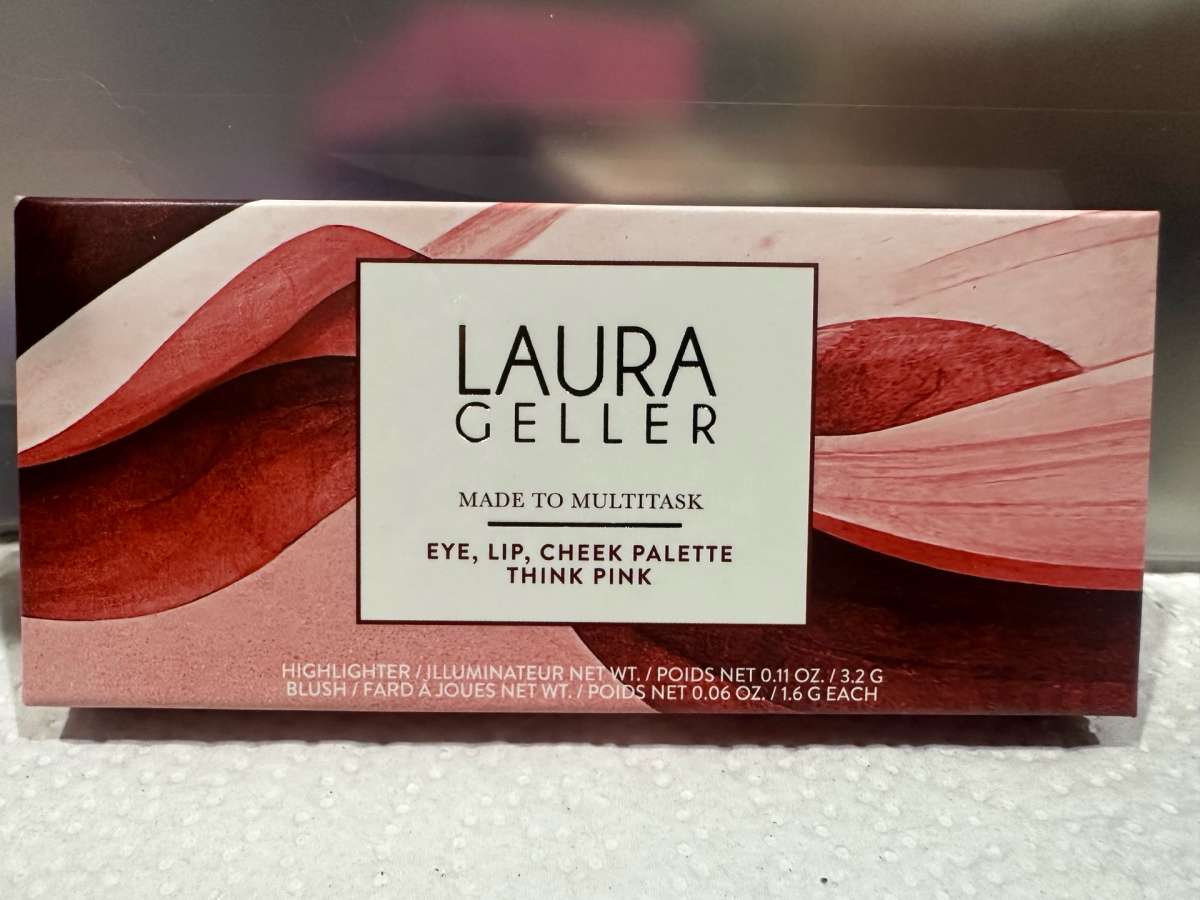 LAURA
GELLER
MADE TO MULTITASK
EYE, LIP, CHEEK PALETTE
THINK PINK
HIGHLIGHTER / ILLUMINATEUR NET WT. / POIDS NET 0.11 OZ. / 3.2 G
BLUSH / FARD À JOUES NET WT. / POIDS NET 0.06 OZ. / 1.6 G EACH